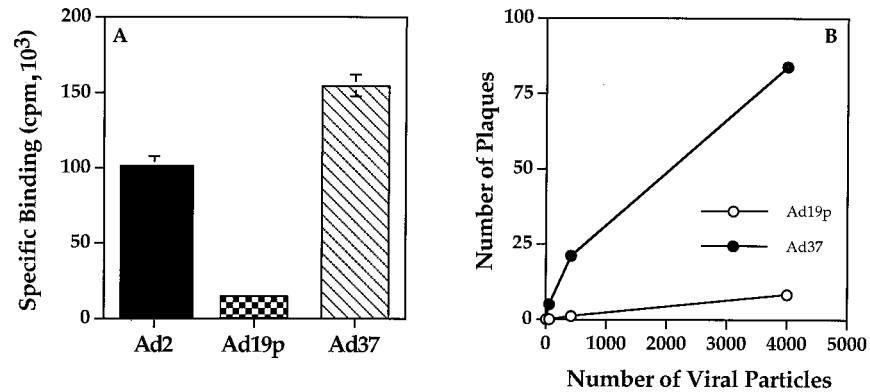 A
Specific Binding (cpm, 10³)
200
150
100
50
0
Ad2 Ad19p Ad37
B
Number of Plaques
100
75
50
25
0
Ad19p
Ad37
0 1000 2000 3000 4000 5000
Number of Viral Particles